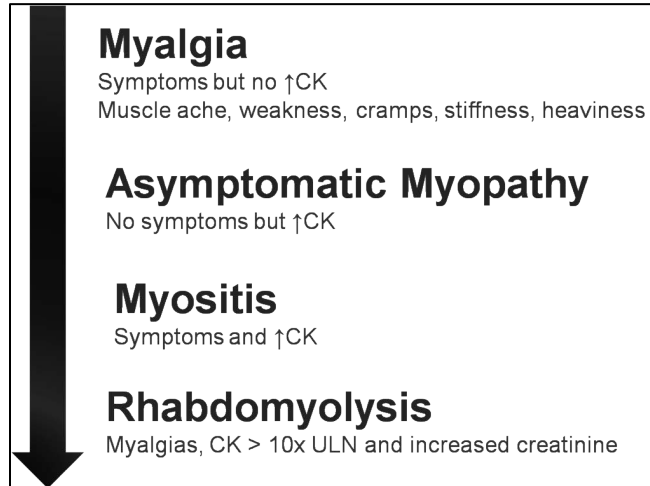 Myalgia
Symptoms but no ↑CK
Muscle ache, weakness, cramps, stiffness, heaviness
Asymptomatic Myopathy
No symptoms but ↑CK
Myositis
Symptoms and ↑CK
Rhabdomyolysis
Myalgias, CK > 10x ULN and increased creatinine